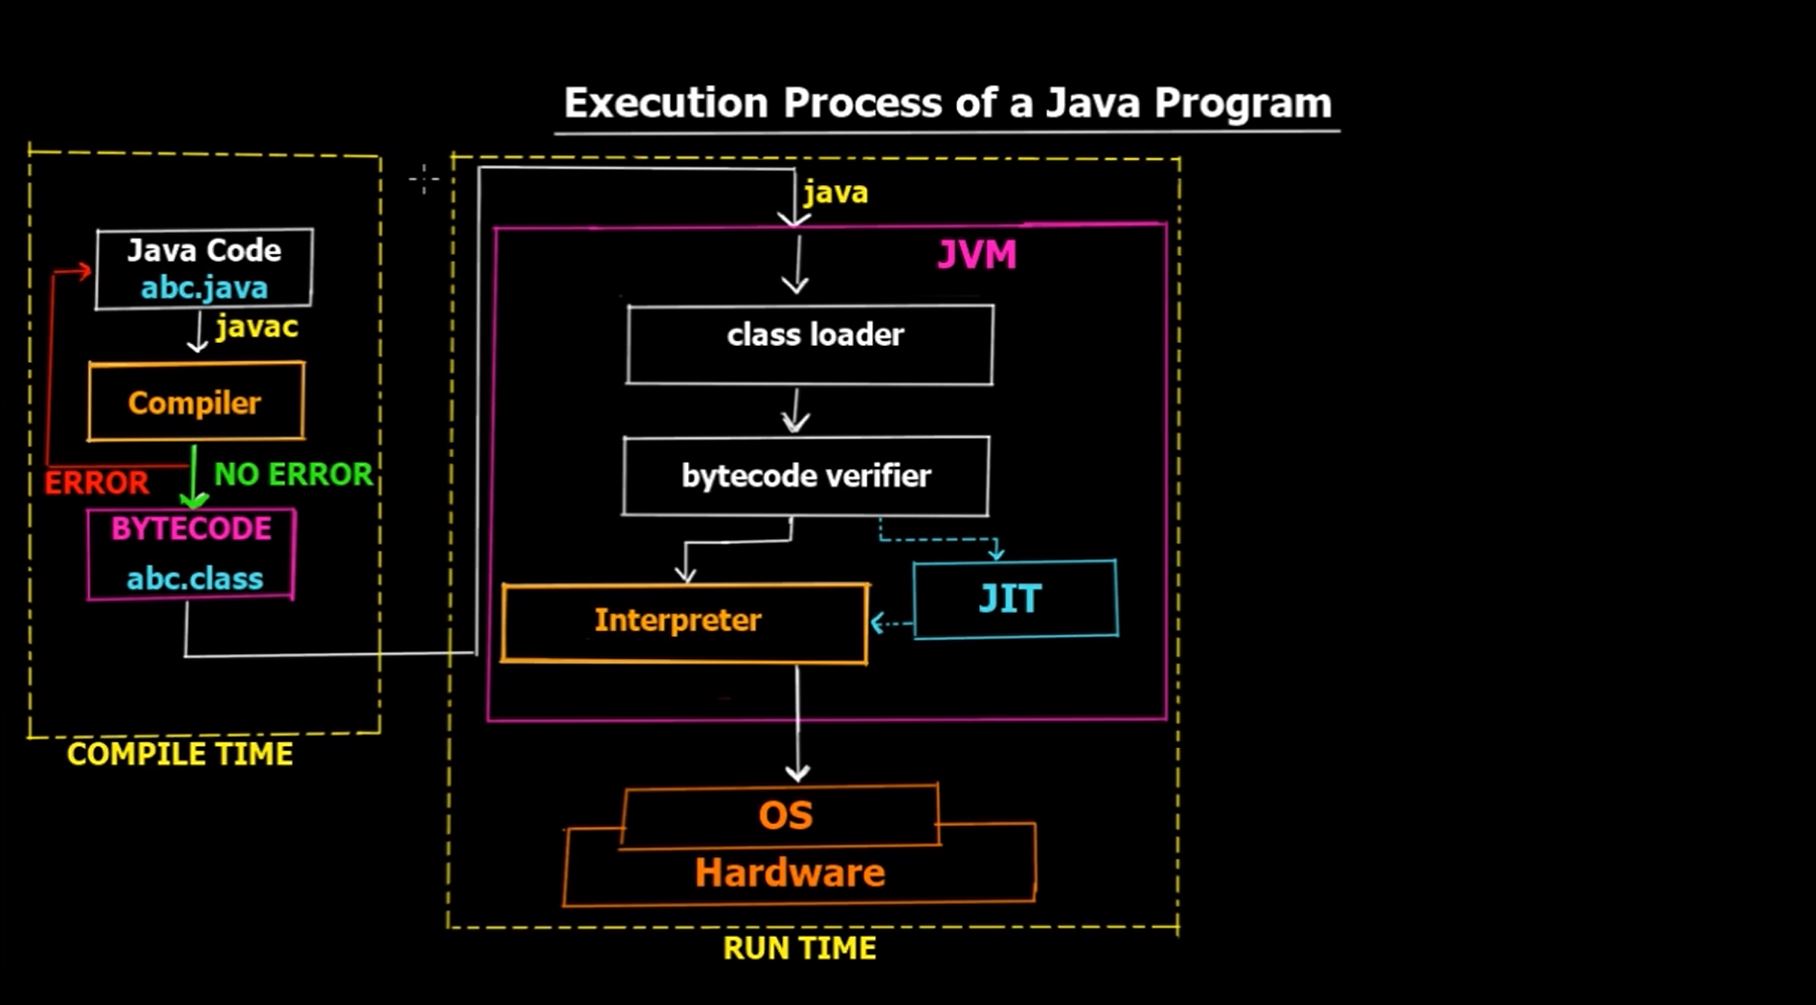 Execution Process of a Java Program
Java Code
abc.java
javac
Compiler
ERROR
NO ERROR
BYTECODE
abc.class
COMPILE TIME
java
JVM
class loader
bytecode verifier
Interpreter
JIT
OS
Hardware
RUN TIME